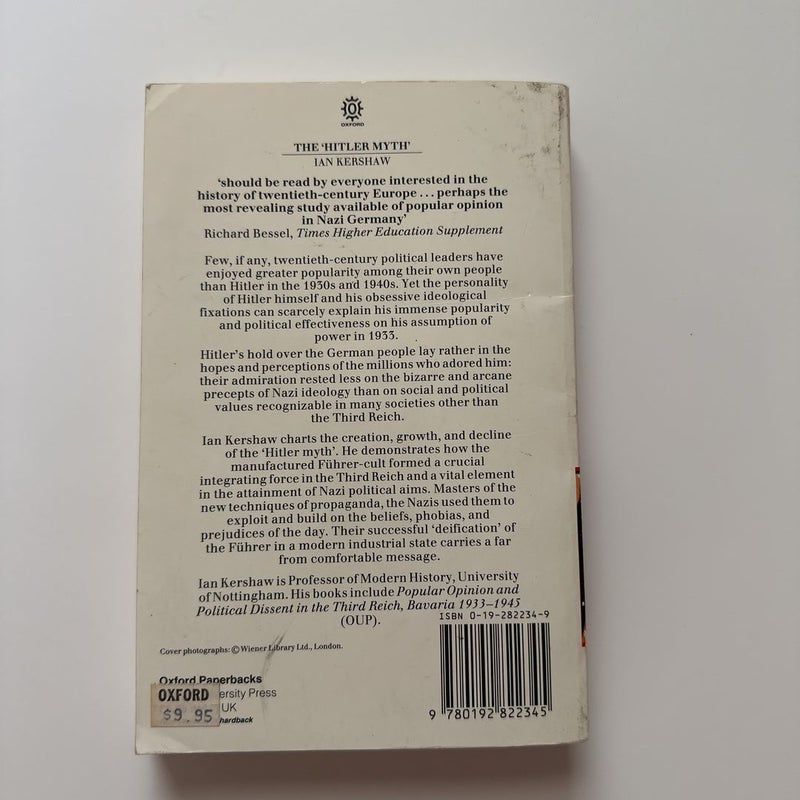 OXFORD
THE 'HITLER MYTH'
IAN KERSHAW
'should be read by everyone interested in the
history of twentieth-century Europe ... perhaps the
most revealing study available of popular opinion
in Nazi Germany'
Richard Bessel, Times Higher Education Supplement
Few, if any, twentieth-century political leaders have
enjoyed greater popularity among their own people
than Hitler in the 1930s and 1940s. Yet the personality
of Hitler himself and his obsessive ideological
fixations can scarcely explain his immense popularity
and political effectiveness on his assumption of
power in 1933.
Hitler's hold over the German people lay rather in the
hopes and perceptions of the millions who adored him:
their admiration rested less on the bizarre and arcane
precepts of Nazi ideology than on social and political
values recognizable in many societies other than
the Third Reich.
Ian Kershaw charts the creation, growth, and decline
of the 'Hitler myth'. He demonstrates how the
manufactured Führer-cult formed a crucial
integrating force in the Third Reich and a vital element
in the attainment of Nazi political aims. Masters of the
new techniques of propaganda, the Nazis used them to
exploit and build on the beliefs, phobias, and
prejudices of the day. Their successful 'deification' of
the Führer in a modern industrial state carries a far
from comfortable message.
Ian Kershaw is Professor of Modern History, University
of Nottingham. His books include Popular Opinion and
Political Dissent in the Third Reich, Bavaria 1933–1945
(OUP).
ISBN 0-19-282234-9
Cover photographs: © Wiener Library Ltd., London.
Oxford Paperbacks
ersity Press
UK
hardback
OXFORD
$9.95
9 780192 822345